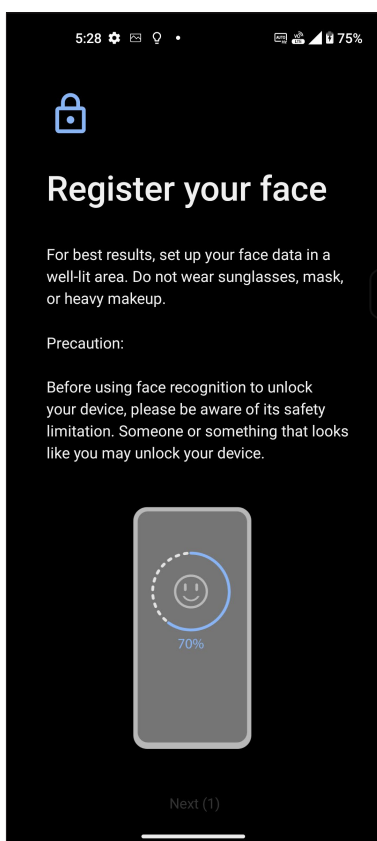 5:28 75%
Register your face
For best results, set up your face data in a
well-lit area. Do not wear sunglasses, mask,
or heavy makeup.
Precaution:
Before using face recognition to unlock
your device, please be aware of its safety
limitation. Someone or something that looks
like you may unlock your device.
70%
Next (1)